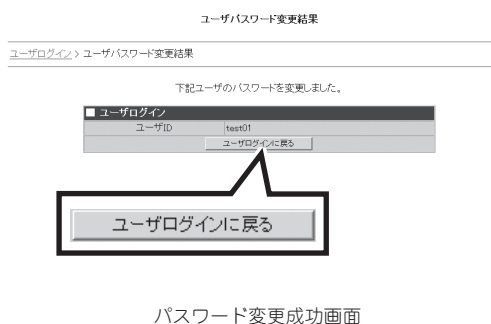 ユーザパスワード変更結果
ユーザログイン > ユーザパスワード変更結果
下記ユーザのパスワードを変更しました。
■ ユーザログイン
ユーザID test01
ユーザログインに戻る
ユーザログインに戻る
パスワード変更成功画面